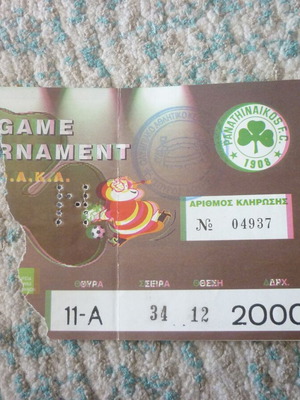 GAME
RNAMENT
.A.K.A.
PANATHINAIKOS F.C.
1908
ΑΡΙΘΜΟΣ ΚΛΗΡΩΣΗΣ
№ 04937
ΘΥΡΑ ΣΕΙΡΑ ΘΕΣΗ ΔΡΧ.
11-A 34 12 2000